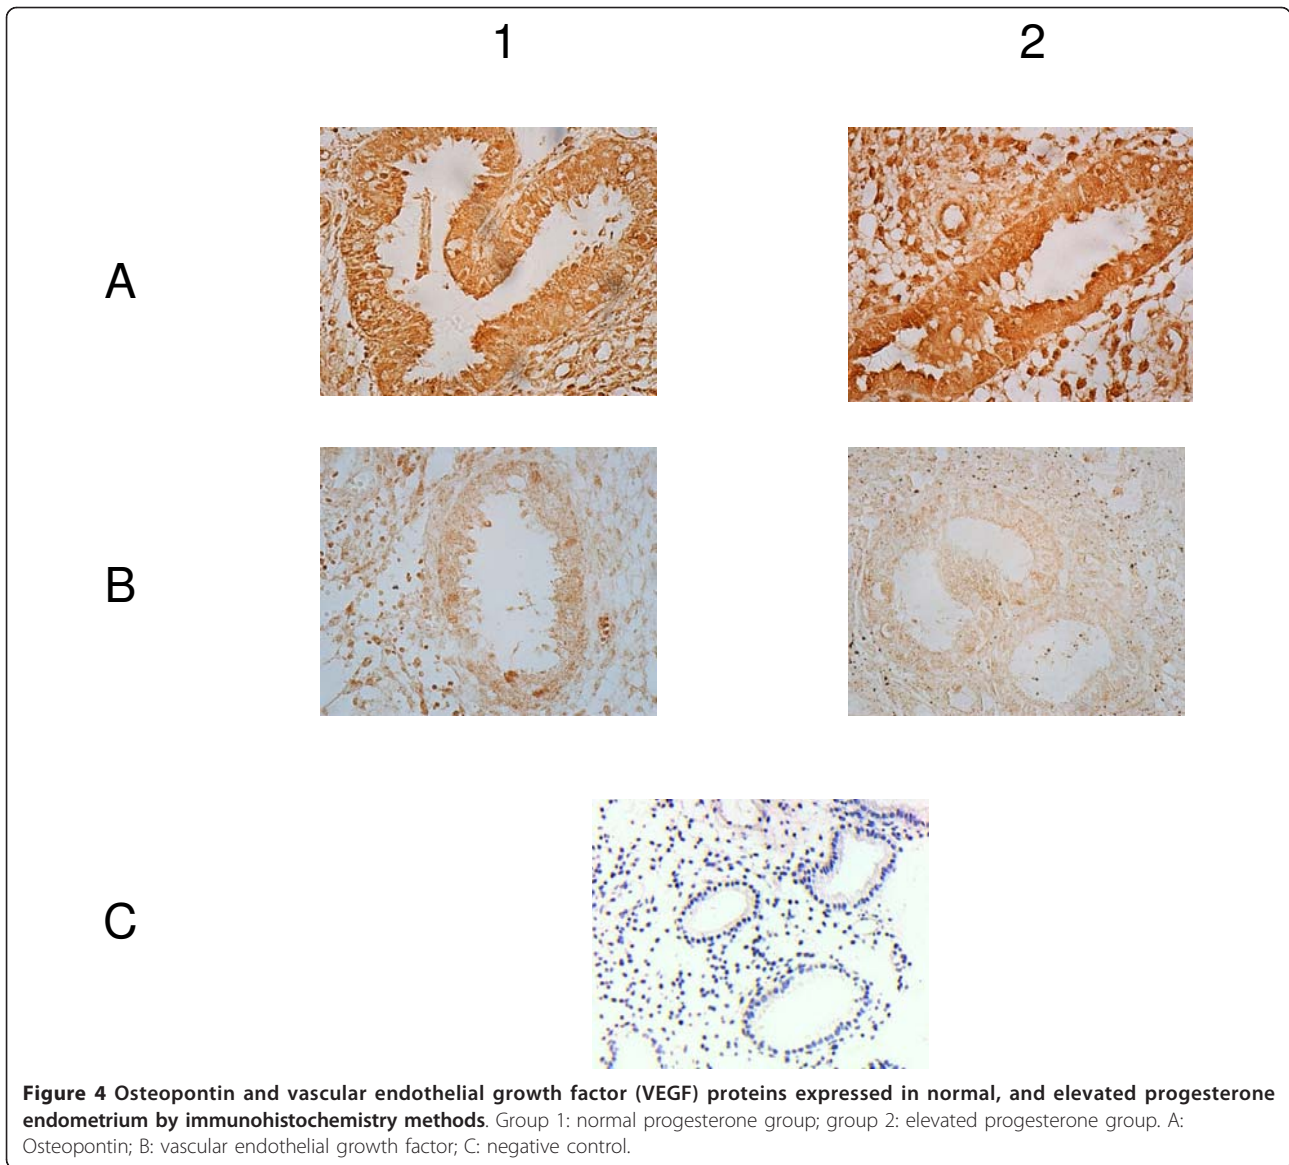 1 2
A
B
C
Figure 4 Osteopontin and vascular endothelial growth factor (VEGF) proteins expressed in normal, and elevated progesterone
endometrium by immunohistochemistry methods. Group 1: normal progesterone group; group 2: elevated progesterone group. A:
Osteopontin; B: vascular endothelial growth factor; C: negative control.